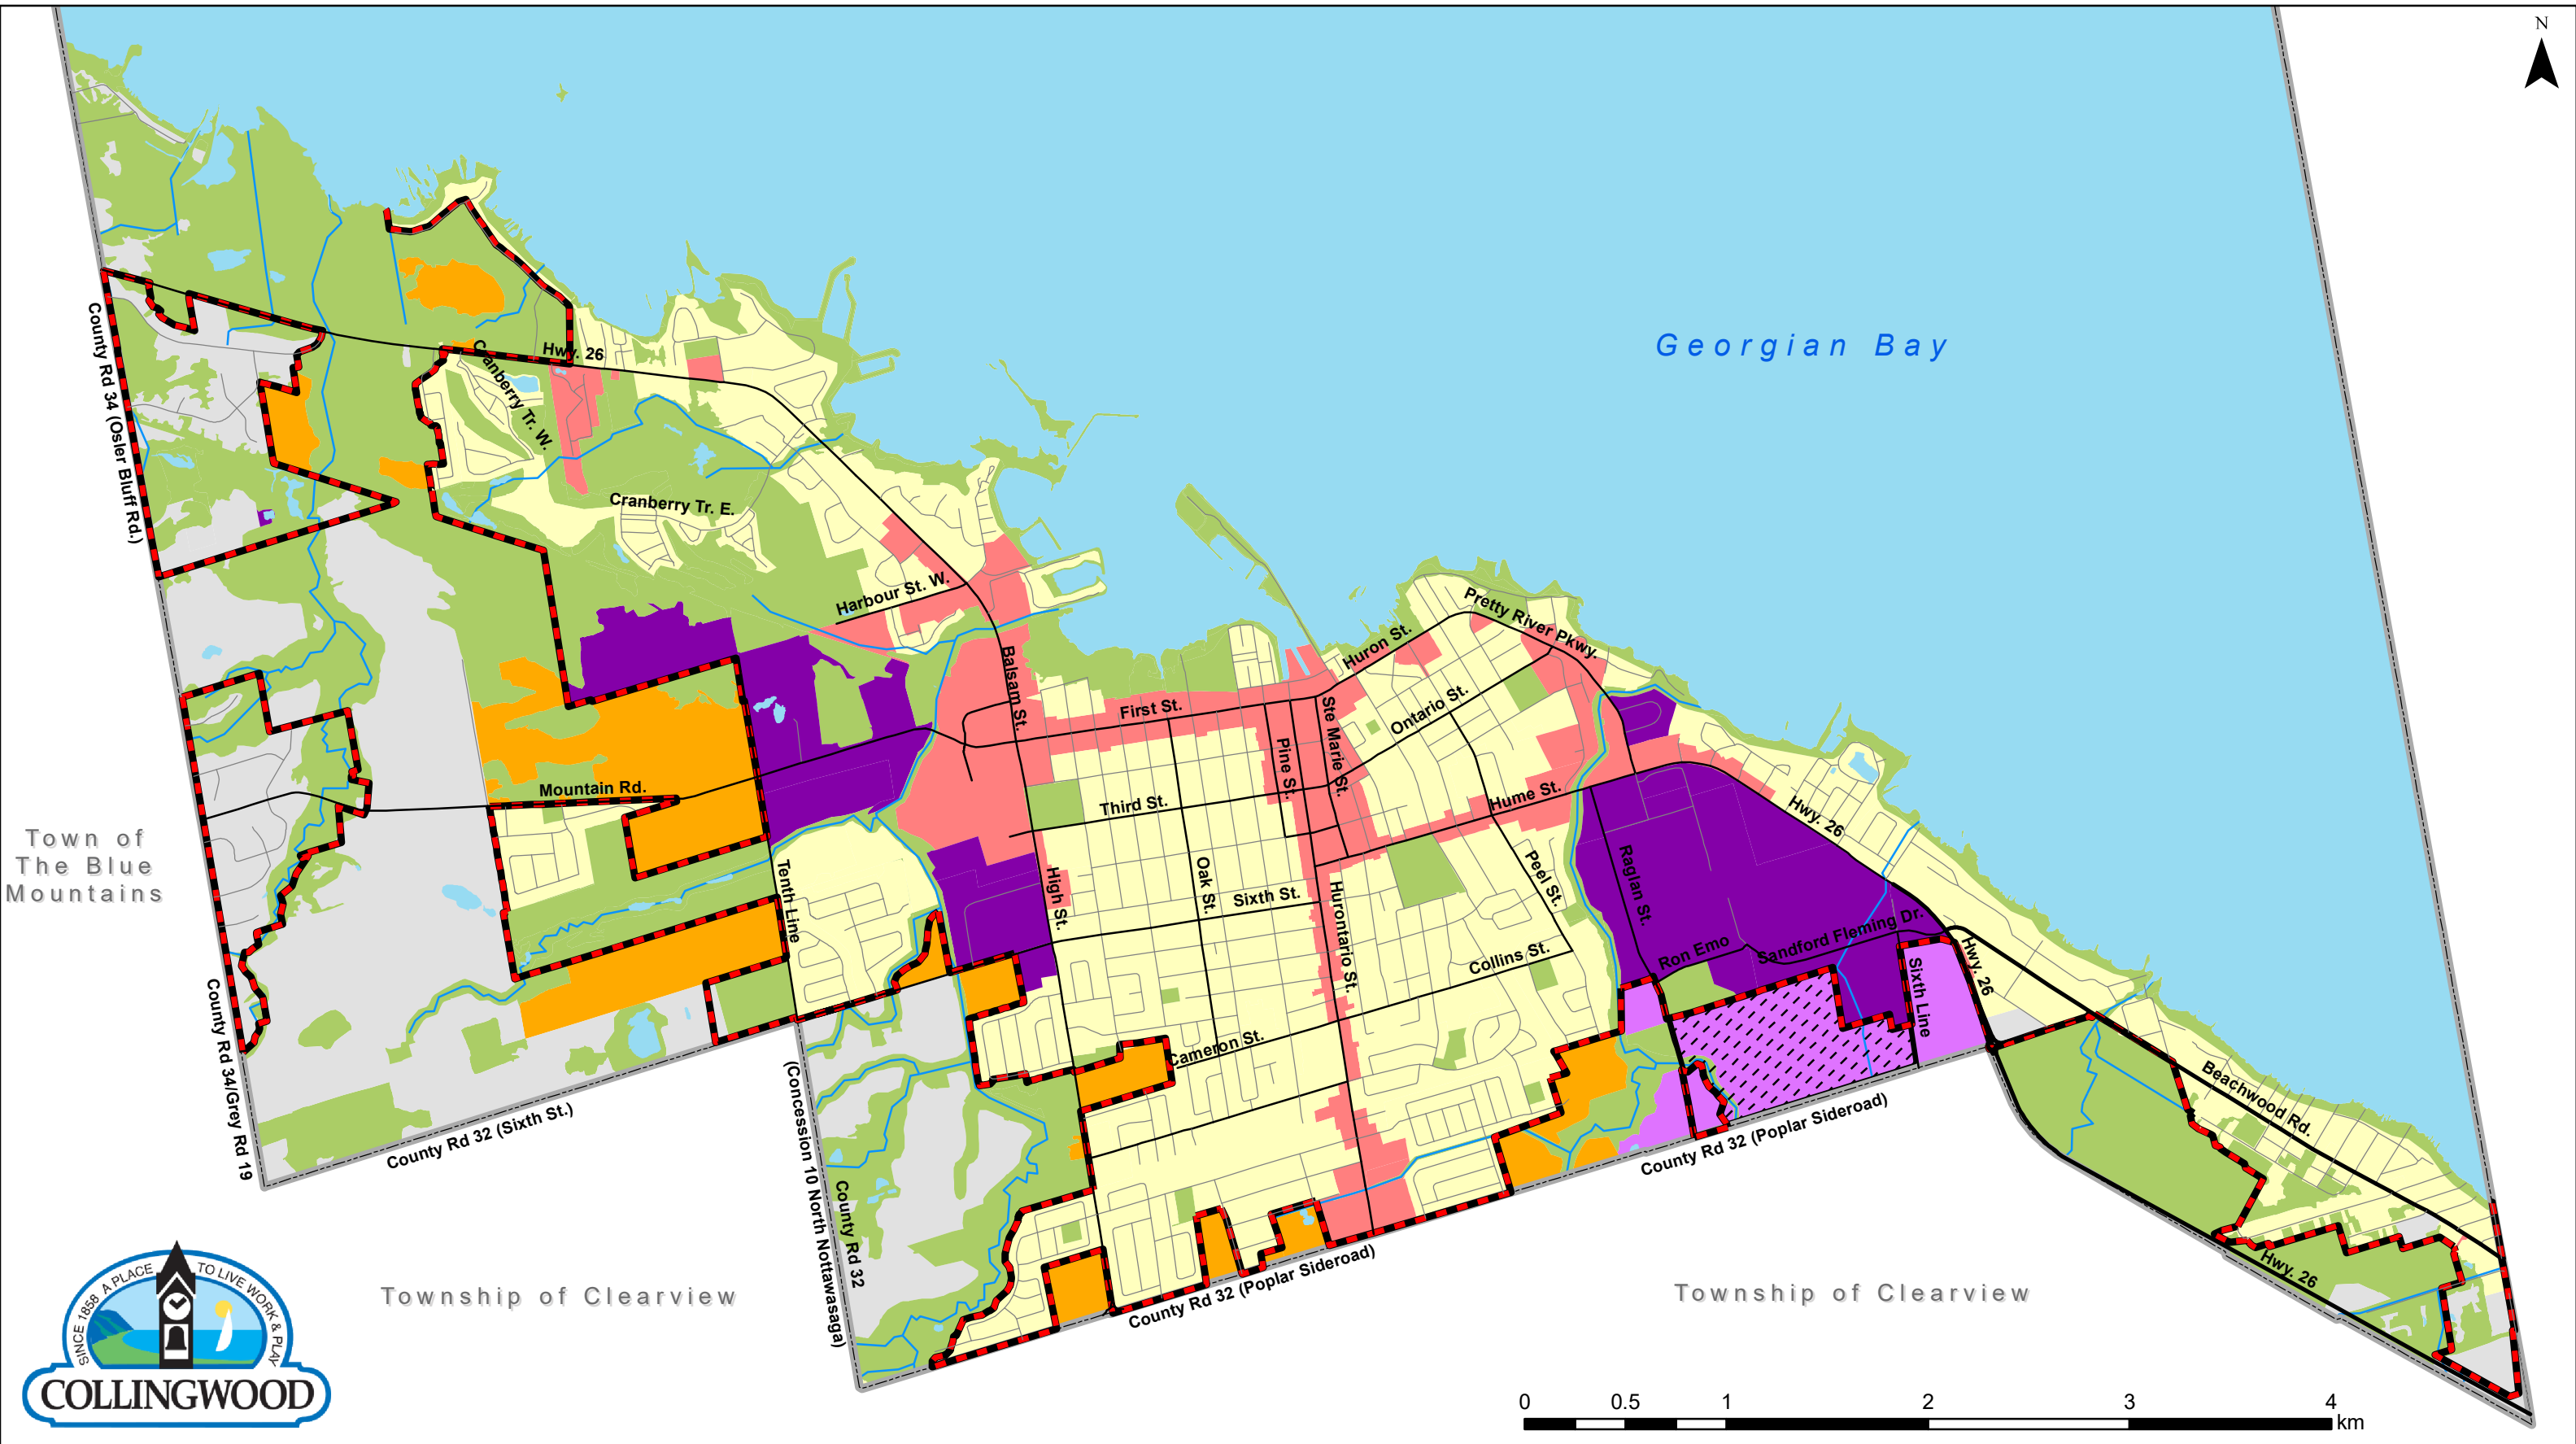 N
Georgian Bay
County Rd 34 (Osler Bluff Rd.)
Hwy. 26
Cranberry Tr. W.
Cranberry Tr. E.
Harbour St. W.
Balsam St.
First St.
Huron St.
Pretty River Pkwy.
Ontario St.
Ste Marie St.
Pine St.
Mountain Rd.
Third St.
Hume St.
Hwy. 26
Town of
The Blue
Mountains
Tenth Line
High St.
Oak St.
Sixth St.
Hurontario St.
Peel St.
Raglan St.
Collins St.
Ron Emo
Sandford Fleming Dr.
Sixth Line
Hwy. 26
County Rd 34/Grey Rd 19
Cameron St.
County Rd 32 (Sixth St.)
(Concession 10 North Nottawasaga)
County Rd 32
County Rd 32 (Poplar Sideroad)
Beachwood Rd.
County Rd 32 (Poplar Sideroad)
Hwy. 26
Township of Clearview
Township of Clearview
SINCE 1858 A PLACE TO LIVE WORK & PLAY
COLLINGWOOD
0 0.5 1 2 3 4
km